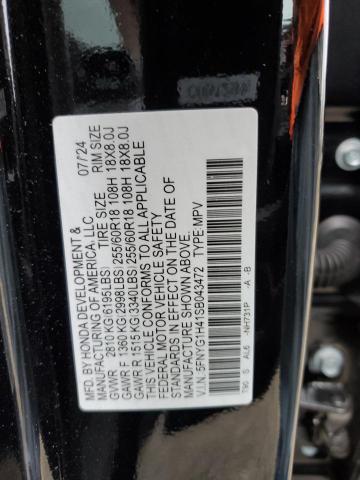 MFD. BY HONDA DEVELOPMENT & 07/24
MANUFACTURING OF AMERICA, LLC
TIRE SIZE RIM SIZE
GVWR 2810 KG(6195LBS)
GAWR F 1360 KG(2998LBS) 255/60R18 108H 18X8.0J
GAWR R 1515 KG(3340LBS) 255/60R18 108H 18X8.0J
THIS VEHICLE CONFORMS TO ALL APPLICABLE
FEDERAL MOTOR VEHICLE SAFETY
STANDARDS IN EFFECT ON THE DATE OF
MANUFACTURE SHOWN ABOVE.
V.I.N. 5FNYG1H41SB043472 TYPE:MPV
T90 S AL6 -NH731P -A -B